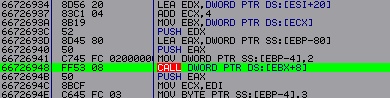 66726934 8D56 20 LEA EDX,DWORD PTR DS:[ESI+20]
66726937 83C1 04 ADD ECX,4
6672693A 8B19 MOV EBX,DWORD PTR DS:[ECX]
6672693C 52 PUSH EDX
6672693D 8D45 80 LEA EAX,DWORD PTR SS:[EBP-80]
66726940 52 PUSH EDX
66726941 C745 FC 02000000 MOV DWORD PTR SS:[EBP-4],2
66726948 FF53 08 CALL DWORD PTR DS:[EBX+8]
6672694B 50 PUSH EAX
6672694C 8BCF MOV ECX,EDI
6672694E C645 FC 03 MOV BYTE PTR SS:[EBP-4],3